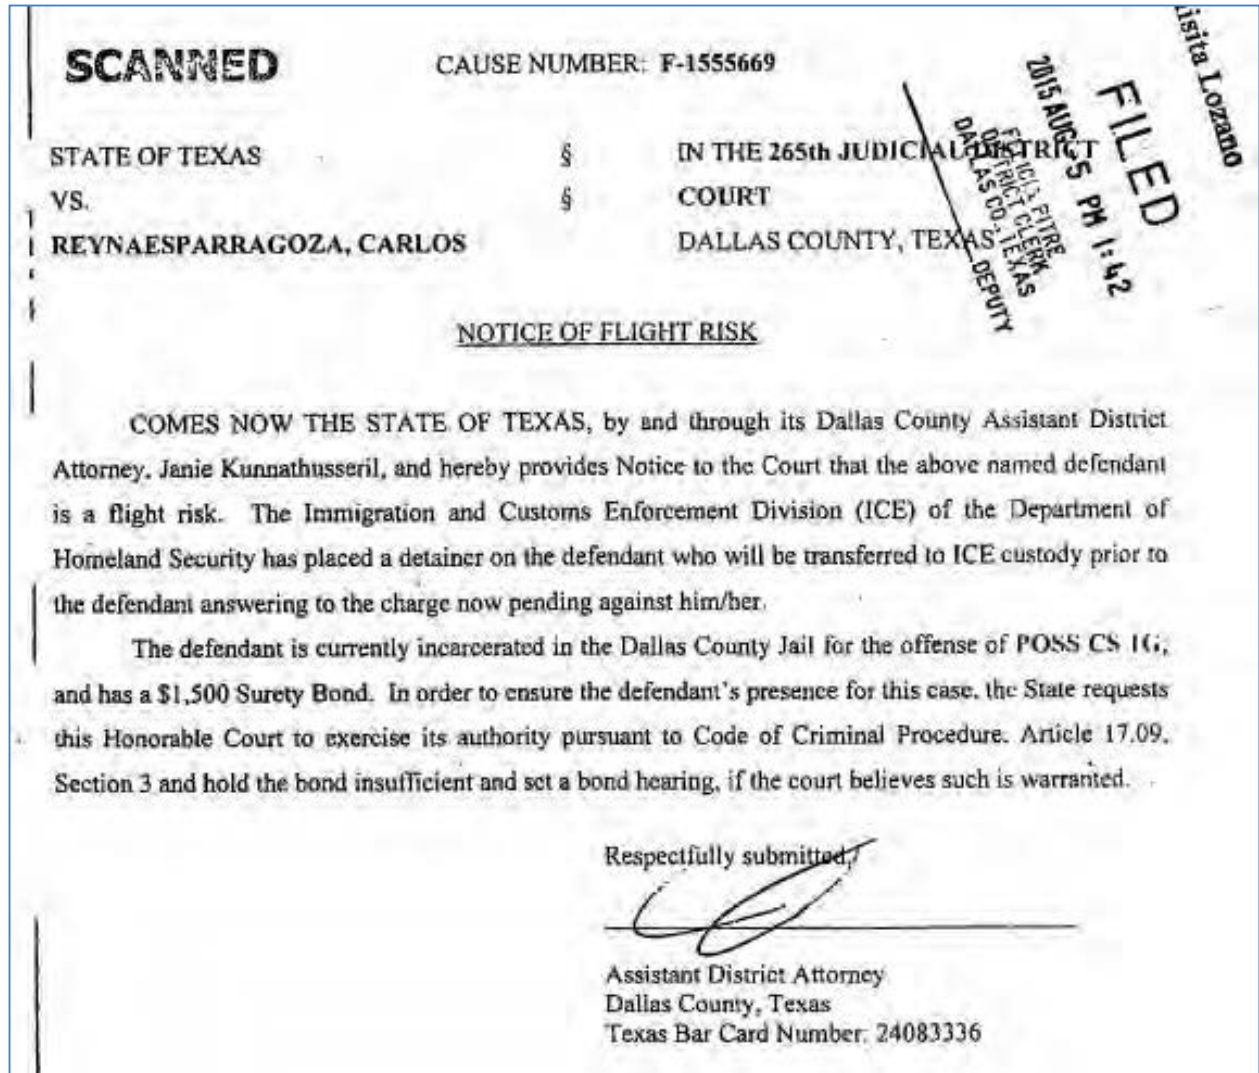 SCANNED
CAUSE NUMBER: F-1555669
STATE OF TEXAS § IN THE 265th JUDICIAL DISTRICT
VS. § COURT
REYNAESPARRAGOZA, CARLOS DALLAS COUNTY, TEXAS
Lozano
FILED
2015 AUG -5 PM 1:42
FELICIA PITRE
DISTRICT CLERK
DALLAS CO., TEXAS
DEPUTY
NOTICE OF FLIGHT RISK
COMES NOW THE STATE OF TEXAS, by and through its Dallas County Assistant District
Attorney, Janie Kunnathusseril, and hereby provides Notice to the Court that the above named defendant
is a flight risk. The Immigration and Customs Enforcement Division (ICE) of the Department of
Homeland Security has placed a detainer on the defendant who will be transferred to ICE custody prior to
the defendant answering to the charge now pending against him/her.
The defendant is currently incarcerated in the Dallas County Jail for the offense of POSS CS 1G,
and has a $1,500 Surety Bond. In order to ensure the defendant's presence for this case, the State requests
this Honorable Court to exercise its authority pursuant to Code of Criminal Procedure, Article 17.09,
Section 3 and hold the bond insufficient and set a bond hearing, if the court believes such is warranted.
Respectfully submitted,
Assistant District Attorney
Dallas County, Texas
Texas Bar Card Number: 24083336